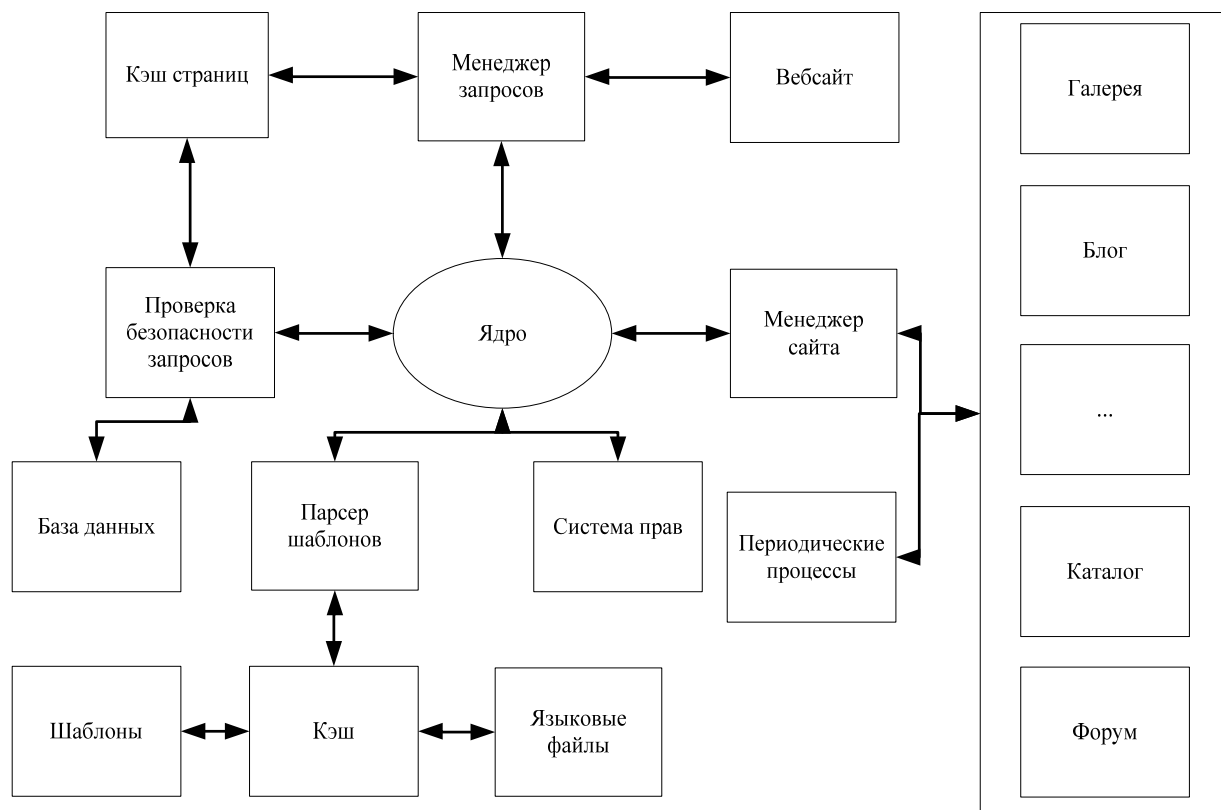 Кэш страниц
Менеджер
запросов
Вебсайт
Галерея
Блог
Проверка
безопасности
запросов
Ядро
Менеджер
сайта
...
База данных
Парсер
шаблонов
Система прав
Периодические
процессы
Каталог
Шаблоны
Кэш
Языковые
файлы
Форум